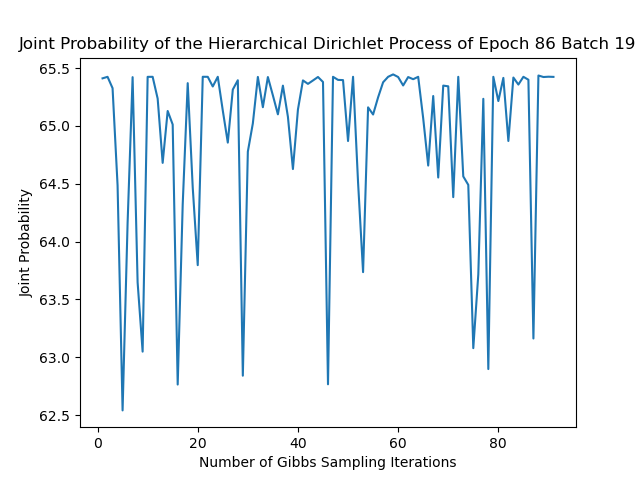 Joint Probability of the Hierarchical Dirichlet Process of Epoch 86 Batch 19
65.5
65.0
64.5
64.0
63.5
63.0
62.5
Joint Probability
0 20 40 60 80
Number of Gibbs Sampling Iterations